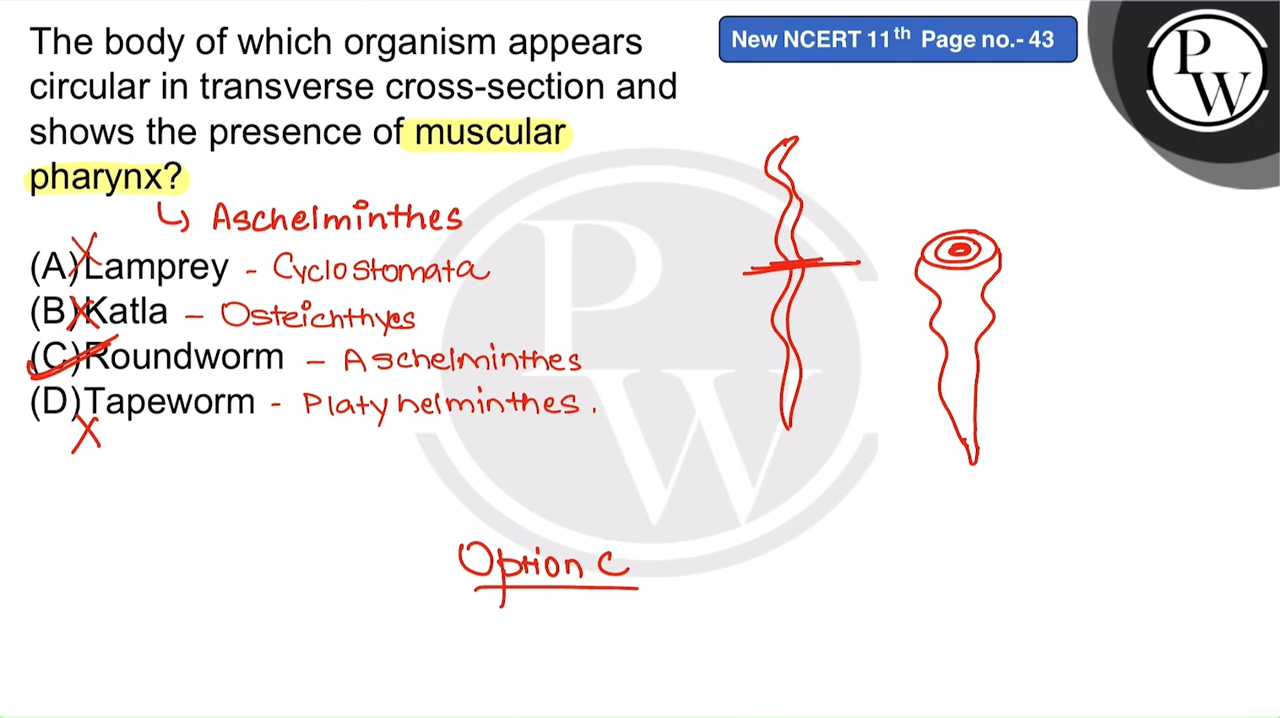 The body of which organism appears
circular in transverse cross-section and
shows the presence of muscular
pharynx?
↳ Aschelminthes
(A) Lamprey - Cyclostomata
(B) Katla - Osteichthyes
(C) Roundworm - Aschelminthes
(D) Tapeworm - Platyhelminthes.
Option C
New NCERT 11th Page no.- 43
PW
PW